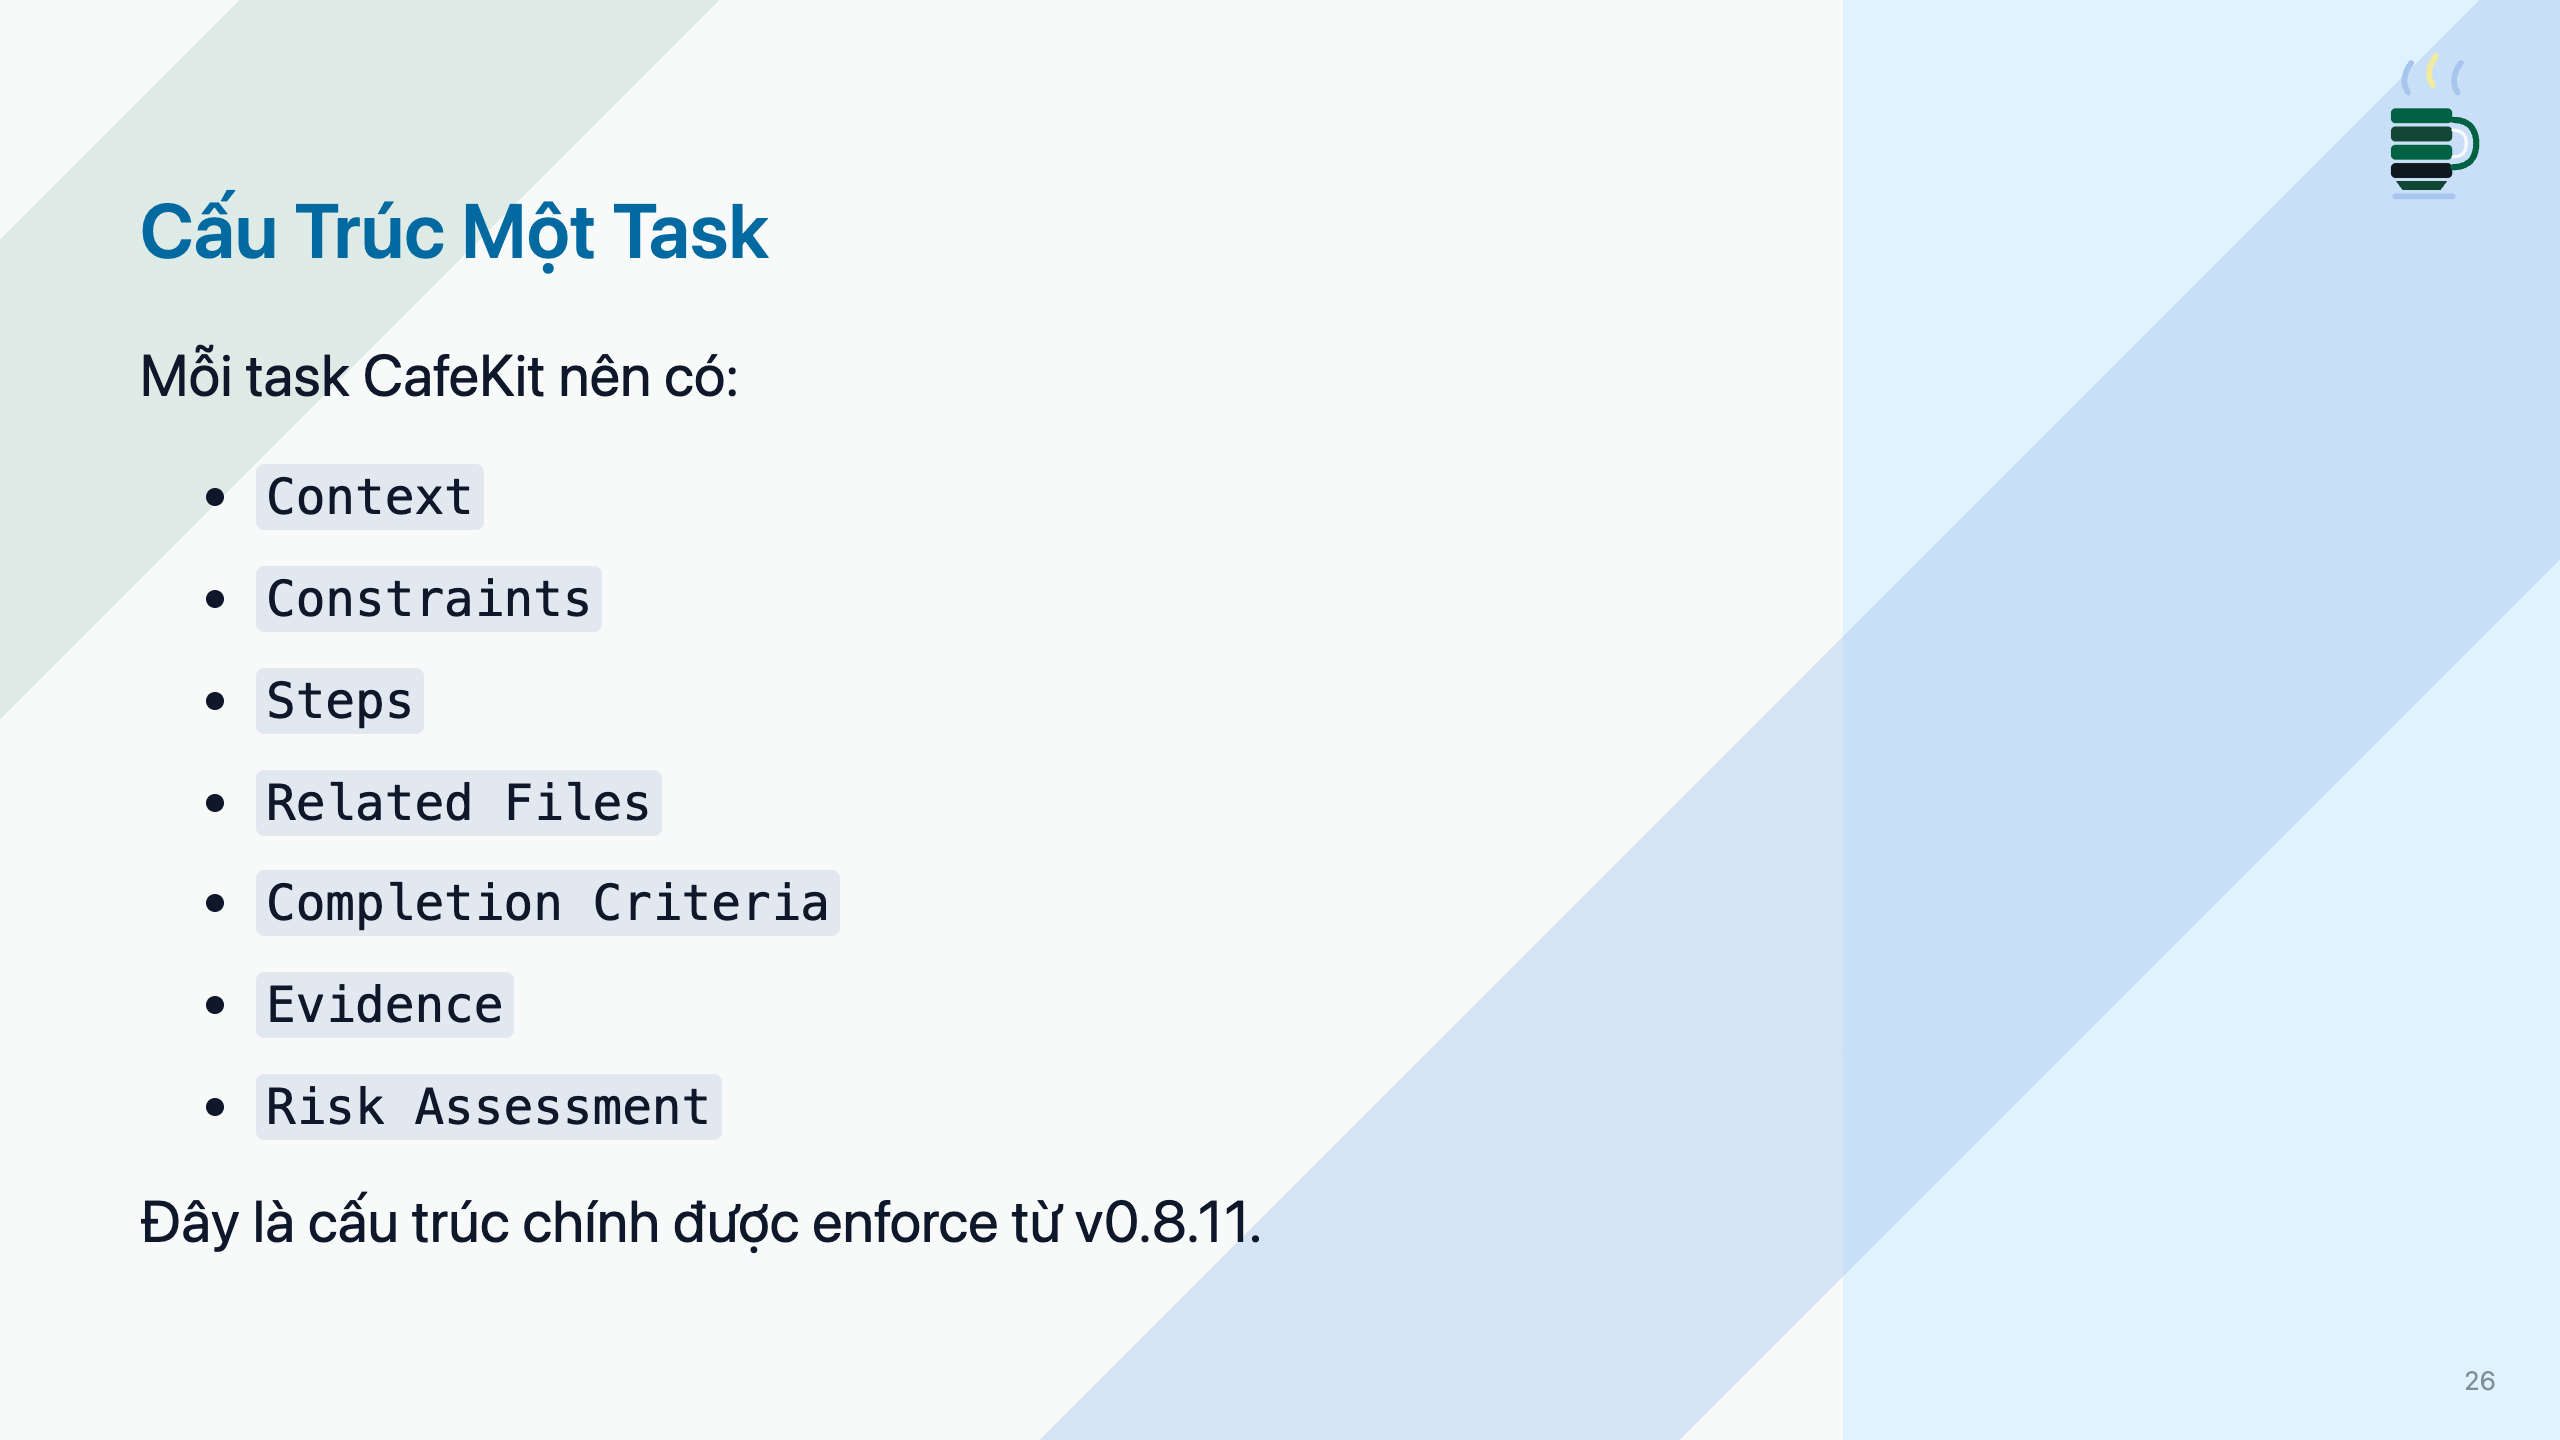 Cấu Trúc Một Task
Mỗi task CafeKit nên có:
• Context
• Constraints
• Steps
• Related Files
• Completion Criteria
• Evidence
• Risk Assessment
Đây là cấu trúc chính được enforce từ v0.8.11.
26